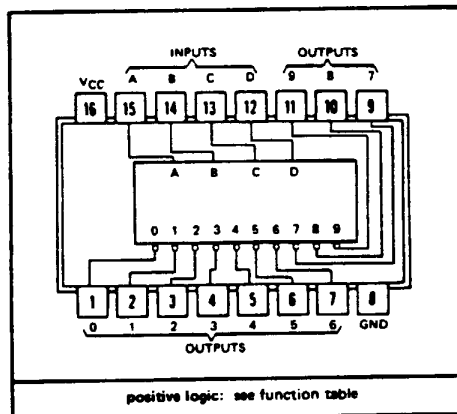 INPUTS OUTPUTS
VCC A B C D 9 8 7
16 15 14 13 12 11 10 9
A B C D
0 1 2 3 4 5 6 7 8 9
1 2 3 4 5 6 7 8
0 1 2 3 4 5 6 GND
OUTPUTS
positive logic: see function table